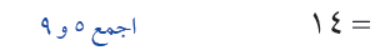 اجمع ٥ و ٩ = ١٤